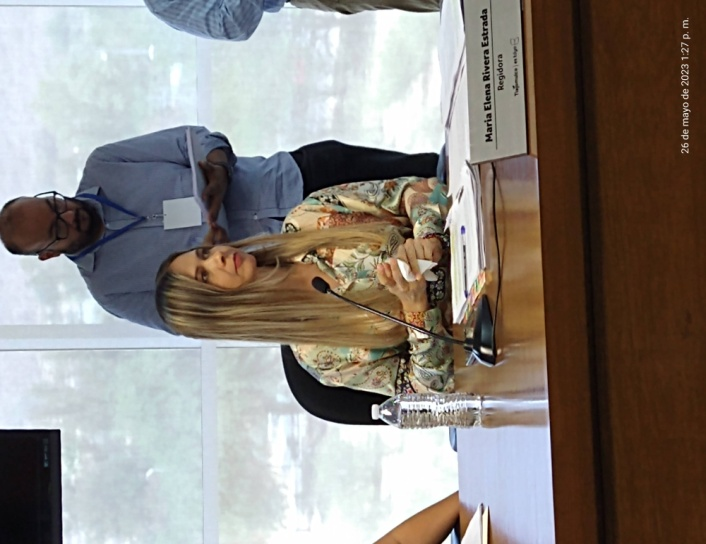 María Elena Rivera Estrada
Regidora
26 de mayo de 2023 1:27 p. m.